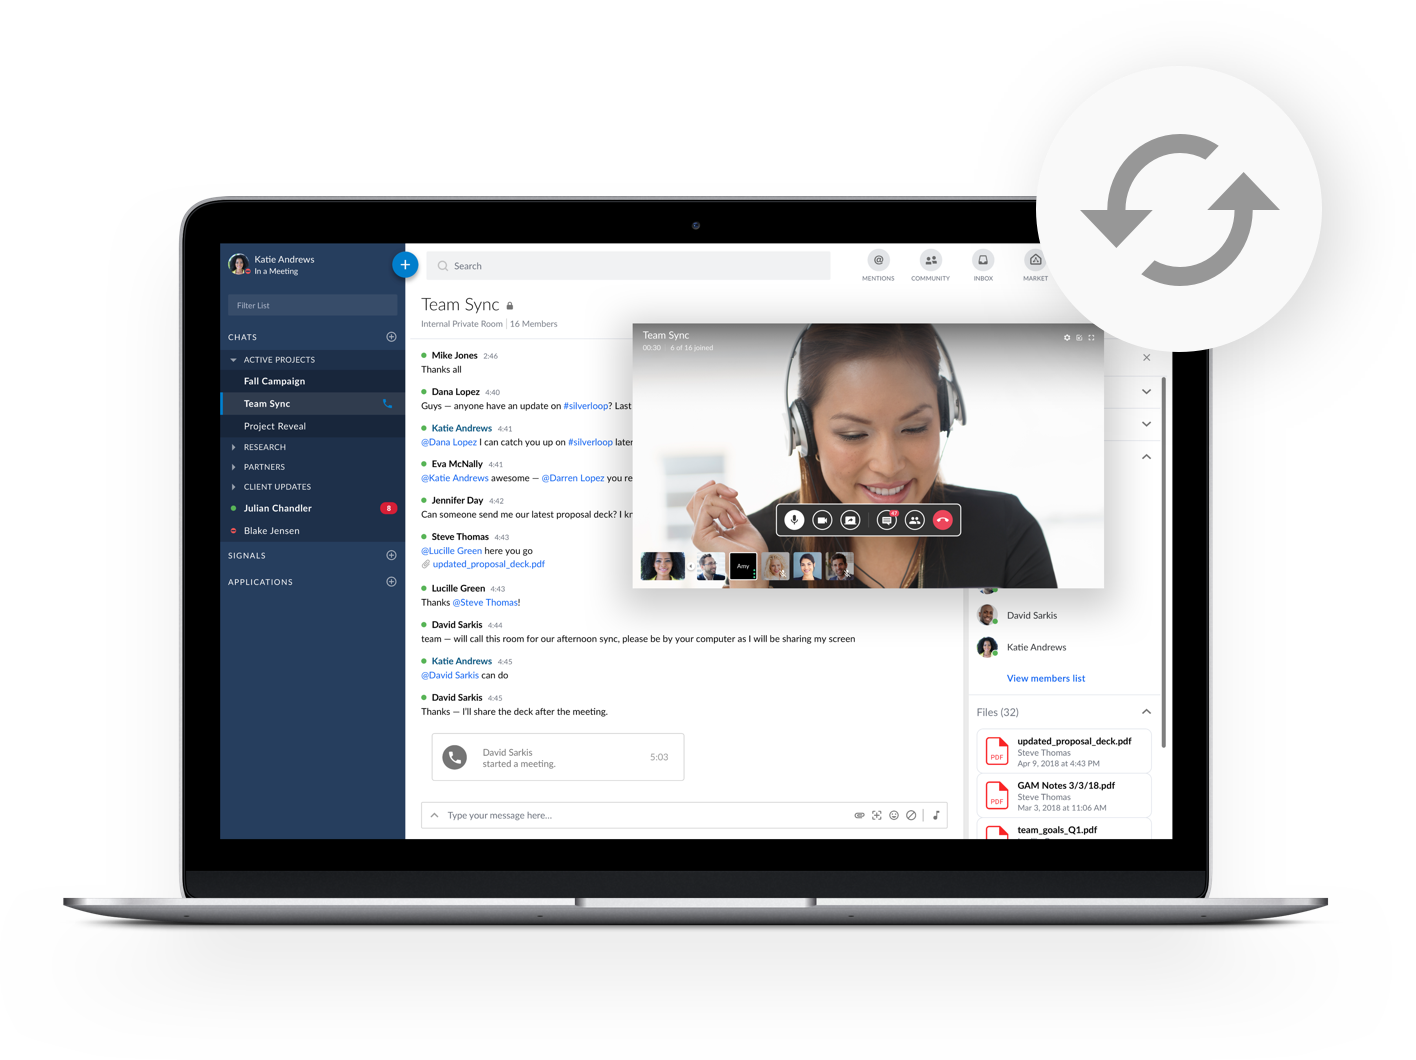 Katie Andrews
In a Meeting
Filter List
CHATS
ACTIVE PROJECTS
Fall Campaign
Team Sync
Project Reveal
RESEARCH
PARTNERS
CLIENT UPDATES
Julian Chandler
8
Blake Jensen
SIGNALS
APPLICATIONS
Search
@
MENTIONS
COMMUNITY
INBOX
MARKET
Team Sync
Internal Private Room | 16 Members
Mike Jones 2:46
Thanks all
Dana Lopez 4:40
Guys — anyone have an update on #silverloop? Last
Katie Andrews 4:41
@Dana Lopez I can catch you up on #silverloop later
Eva McNally 4:41
@Katie Andrews awesome — @Darren Lopez you re
Jennifer Day 4:42
Can someone send me our latest proposal deck? I kr
Steve Thomas 4:43
@Lucille Green here you go
updated_proposal_deck.pdf
Lucille Green 4:43
Thanks @Steve Thomas!
David Sarkis 4:44
team — will call this room for our afternoon sync, please be by your computer as I will be sharing my screen
Katie Andrews 4:45
@David Sarkis can do
David Sarkis 4:45
Thanks — I'll share the deck after the meeting.
David Sarkis
started a meeting.
5:03
Type your message here...
Team Sync
00:30 | 6 of 16 joined
47
Amy
David Sarkis
Katie Andrews
View members list
Files (32)
PDF
updated_proposal_deck.pdf
Steve Thomas
Apr 9, 2018 at 4:43 PM
PDF
GAM Notes 3/3/18.pdf
Steve Thomas
Mar 3, 2018 at 11:06 AM
team_goals_Q1.pdf